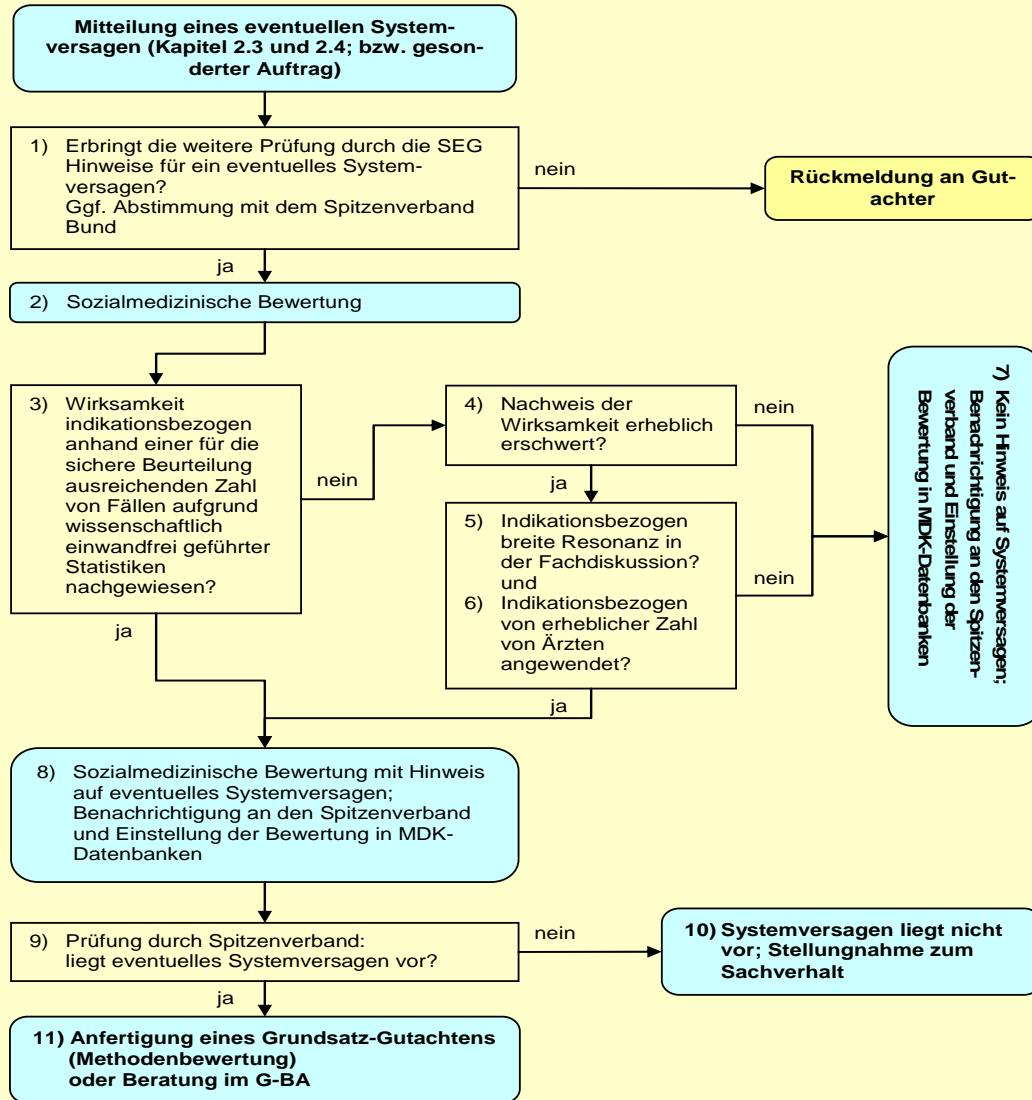 Mitteilung eines eventuellen System-
versagen (Kapitel 2.3 und 2.4; bzw. geson-
derter Auftrag)
1) Erbringt die weitere Prüfung durch die SEG
Hinweise für ein eventuelles System-
versagen?
Ggf. Abstimmung mit dem Spitzenverband
Bund
nein
Rückmeldung an Gut-
achter
ja
2) Sozialmedizinische Bewertung
3) Wirksamkeit
indikationsbezogen
anhand einer für die
sichere Beurteilung
ausreichenden Zahl
von Fällen aufgrund
wissenschaftlich
einwandfrei geführter
Statistiken
nachgewiesen?
nein
4) Nachweis der
Wirksamkeit erheblich
erschwert?
nein
ja
5) Indikationsbezogen
breite Resonanz in
der Fachdiskussion?
und
6) Indikationsbezogen
von erheblicher Zahl
von Ärzten
angewendet?
nein
7) Kein Hinweis auf Systemversagen;
Benachrichtigung an den Spitzen-
verband und Einstellung der
Bewertung in MDK-Datenbanken
ja
ja
8) Sozialmedizinische Bewertung mit Hinweis
auf eventuelles Systemversagen;
Benachrichtigung an den Spitzenverband
und Einstellung der Bewertung in MDK-
Datenbanken
9) Prüfung durch Spitzenverband:
liegt eventuelles Systemversagen vor?
nein
10) Systemversagen liegt nicht
vor; Stellungnahme zum
Sachverhalt
ja
11) Anfertigung eines Grundsatz-Gutachtens
(Methodenbewertung)
oder Beratung im G-BA